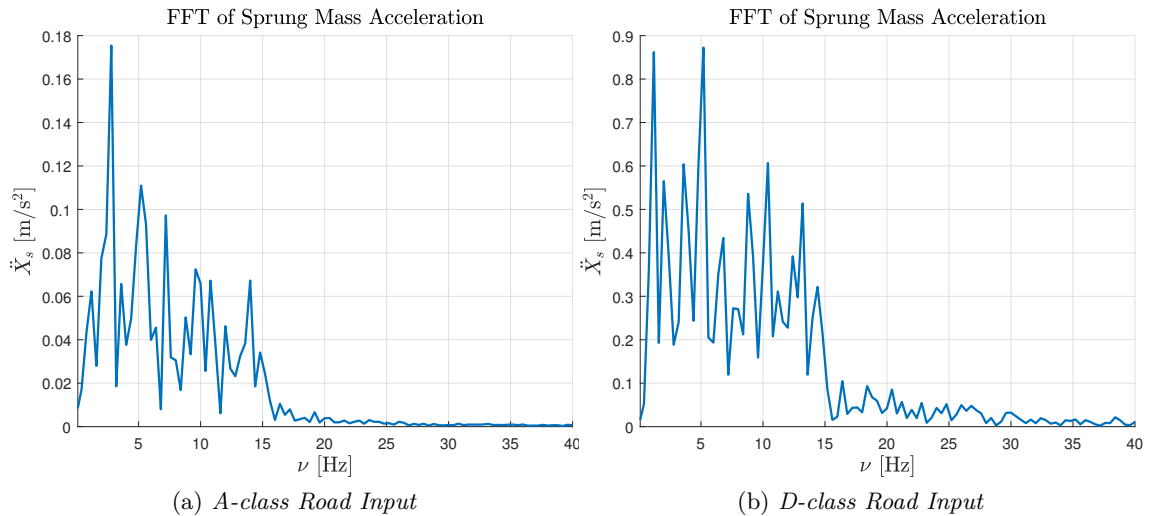 FFT of Sprung Mass Acceleration
0.18
0.16
0.14
0.12
0.1
0.08
0.06
0.04
0.02
0
Ẍₛ [m/s²]
5 10 15 20 25 30 35 40
ν [Hz]
(a) A-class Road Input
FFT of Sprung Mass Acceleration
0.9
0.8
0.7
0.6
0.5
0.4
0.3
0.2
0.1
0
Ẍₛ [m/s²]
5 10 15 20 25 30 35 40
ν [Hz]
(b) D-class Road Input